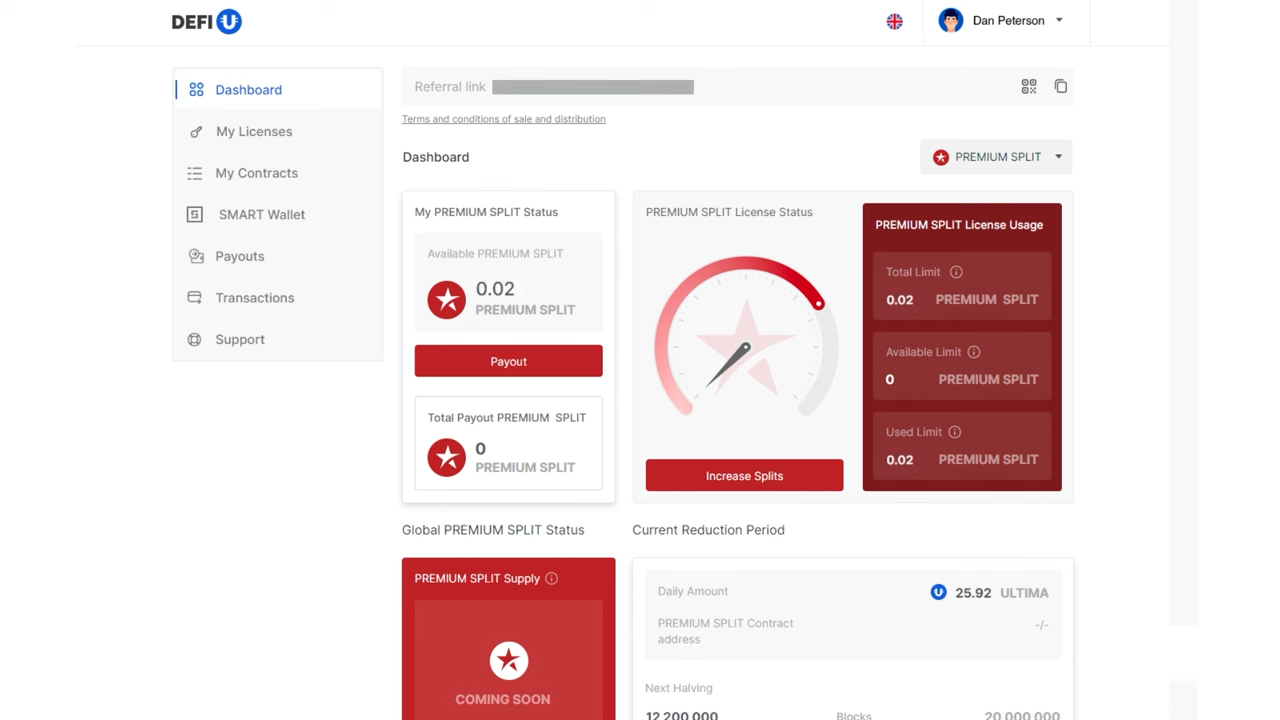 DEFI U
Dan Peterson
Dashboard
My Licenses
My Contracts
SMART Wallet
Payouts
Transactions
Support
Referral link
Terms and conditions of sale and distribution
Dashboard
PREMIUM SPLIT
My PREMIUM SPLIT Status
Available PREMIUM SPLIT
0.02
PREMIUM SPLIT
Payout
Total Payout PREMIUM SPLIT
0
PREMIUM SPLIT
PREMIUM SPLIT License Status
Increase Splits
PREMIUM SPLIT License Usage
Total Limit
0.02 PREMIUM SPLIT
Available Limit
0 PREMIUM SPLIT
Used Limit
0.02 PREMIUM SPLIT
Global PREMIUM SPLIT Status
PREMIUM SPLIT Supply
COMING SOON
Current Reduction Period
Daily Amount 25.92 ULTIMA
PREMIUM SPLIT Contract -/-
address
Next Halving
12 200 000 Blocks 20 000 000